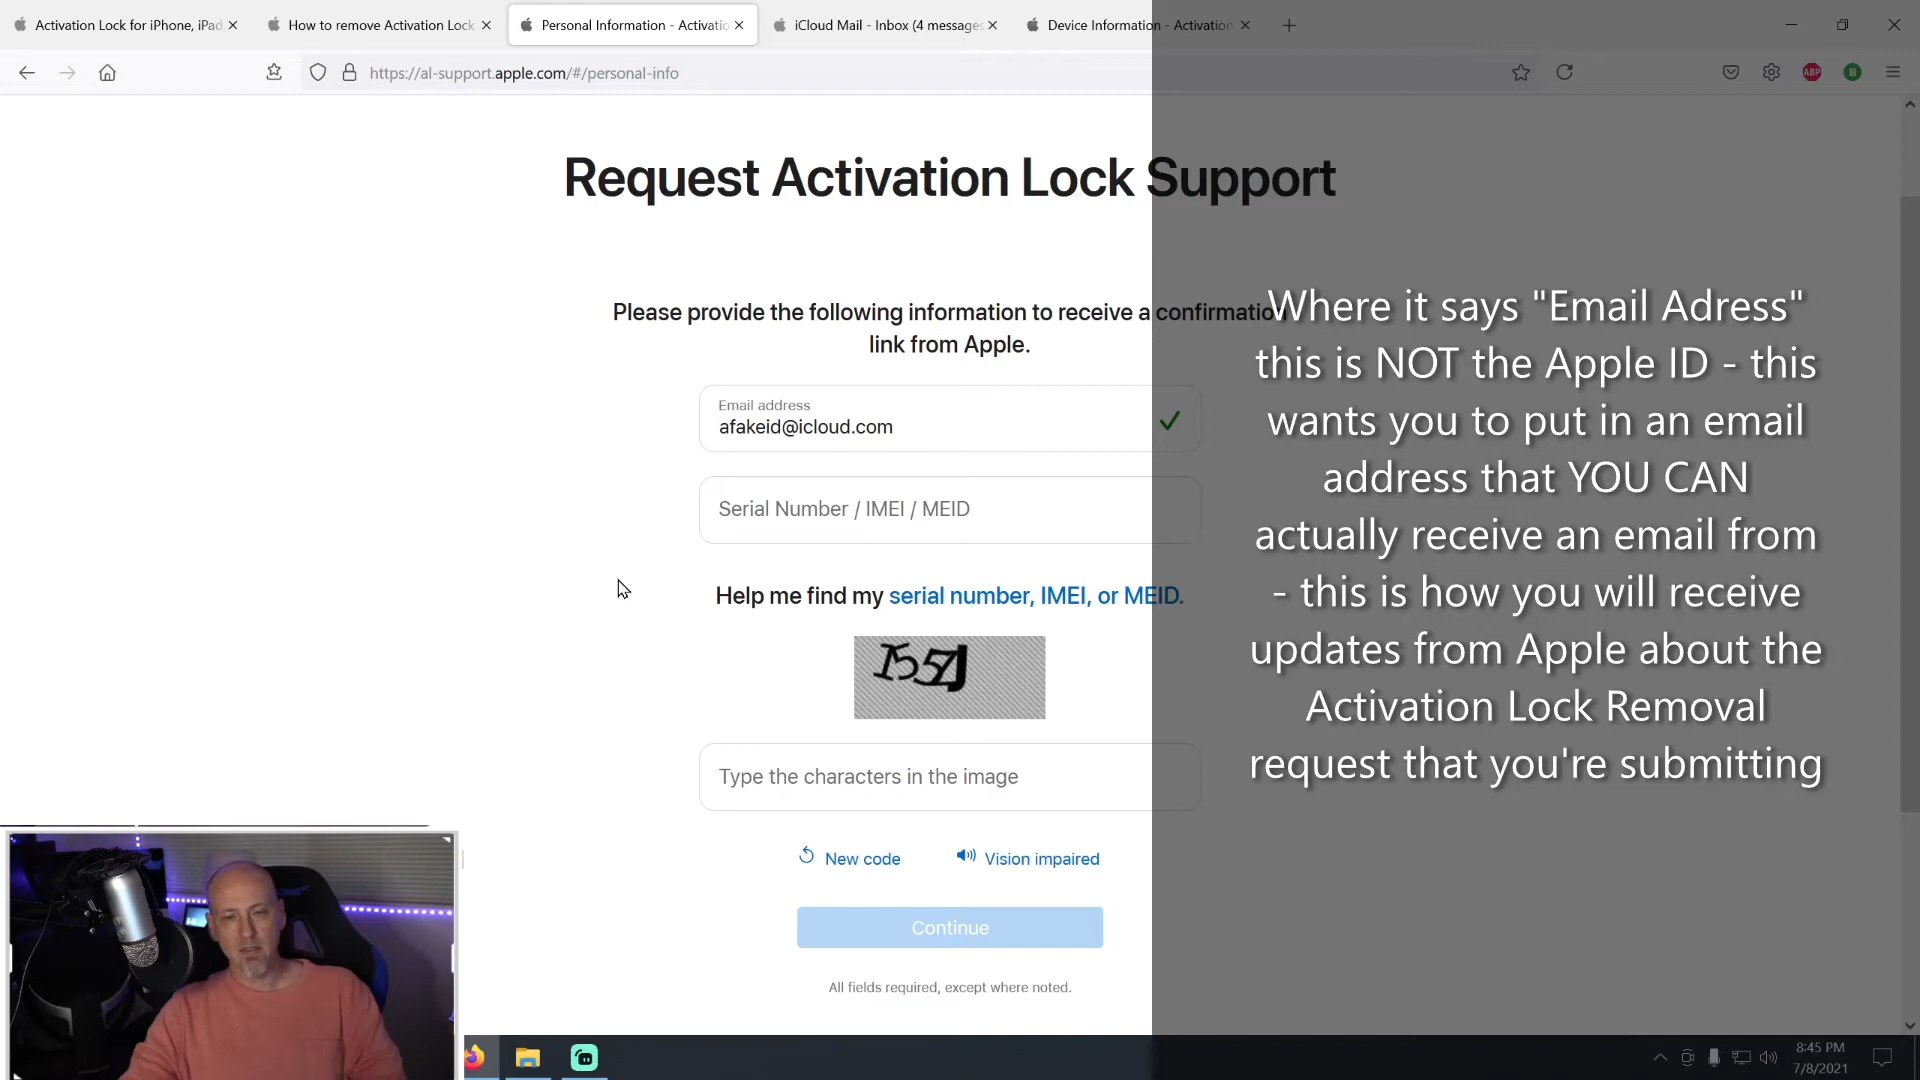 Activation Lock for iPhone, iPad
How to remove Activation Lock
Personal Information - Activatio
iCloud Mail - Inbox (4 messages
Device Information - Activation
https://al-support.apple.com/#/personal-info
ABP
B
Request Activation Lock Support
Please provide the following information to receive a confirmation
link from Apple.
Email address
afakeid@icloud.com
Serial Number / IMEI / MEID
Help me find my serial number, IMEI, or MEID.
Type the characters in the image
New code
Vision impaired
Continue
All fields required, except where noted.
Where it says "Email Adress"
this is NOT the Apple ID - this
wants you to put in an email
address that YOU CAN
actually receive an email from
- this is how you will receive
updates from Apple about the
Activation Lock Removal
request that you're submitting
8:45 PM
7/8/2021